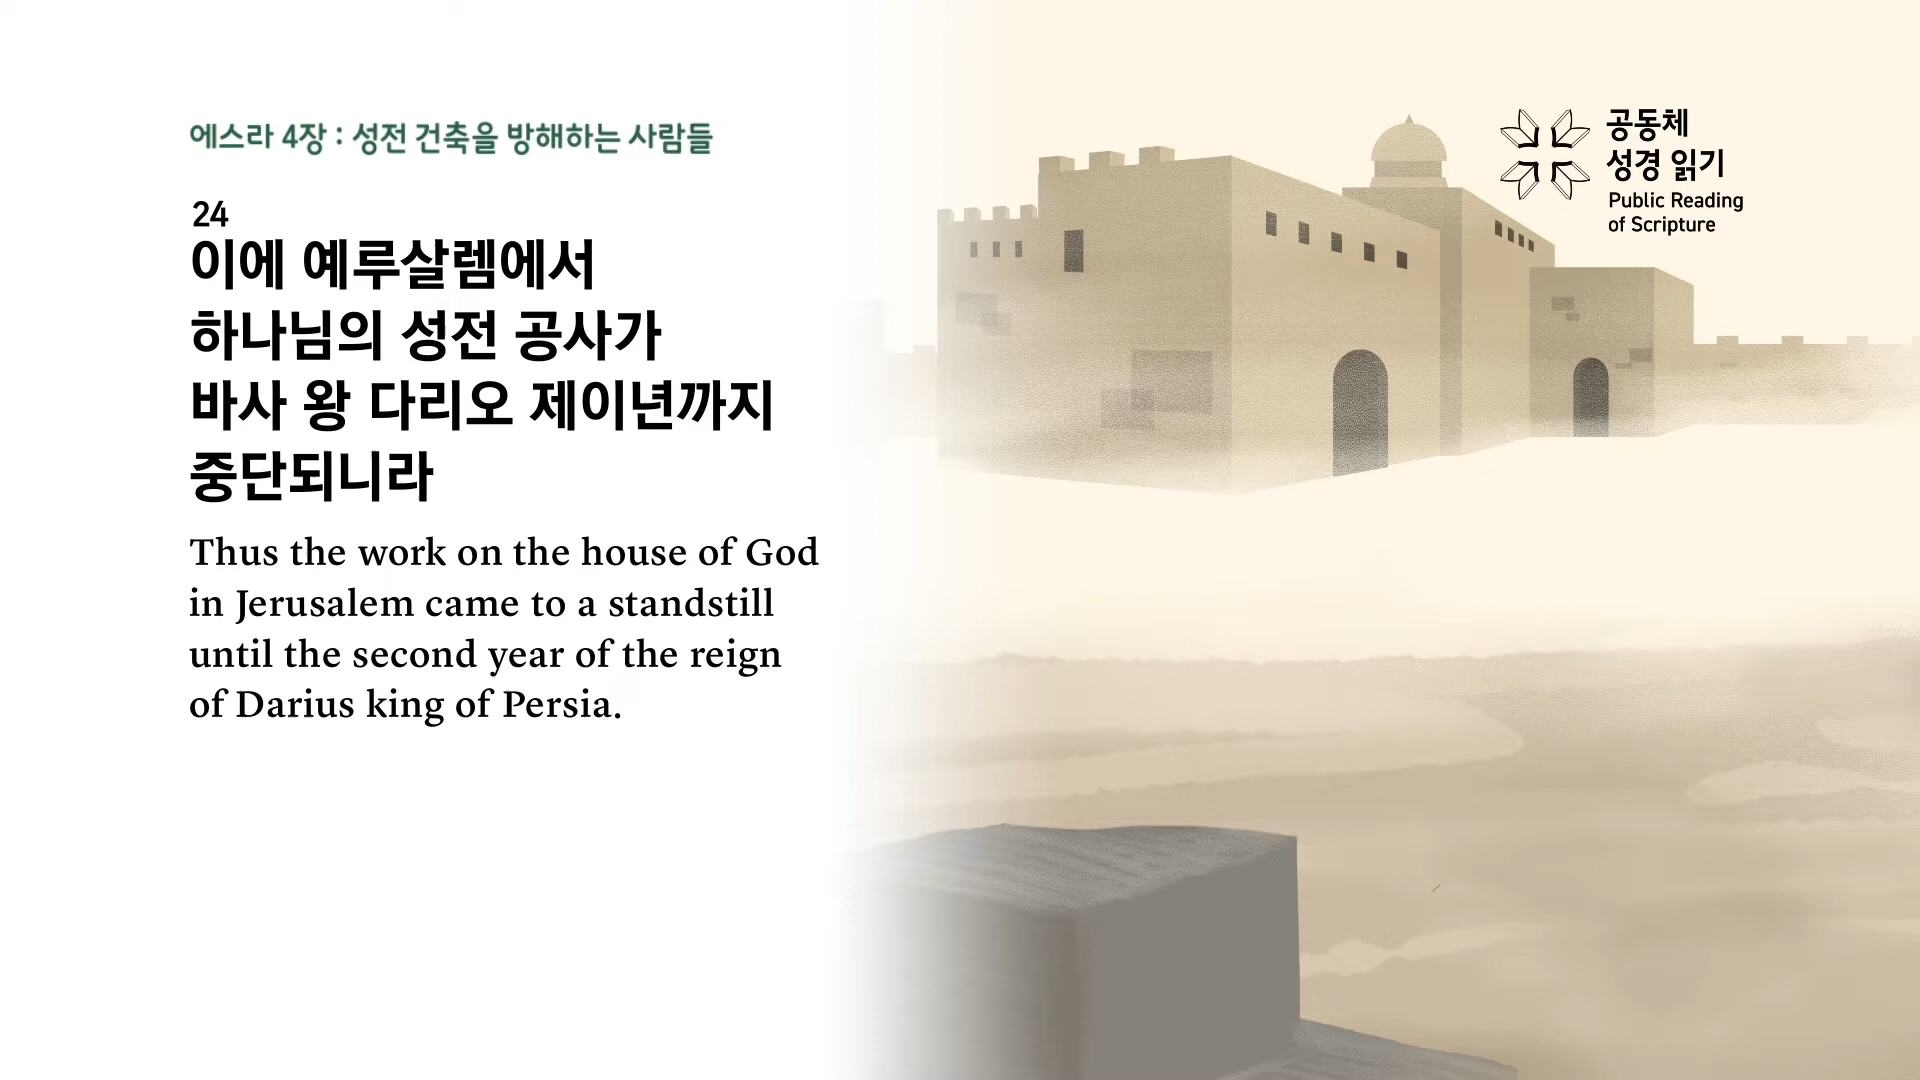 에스라 4장 : 성전 건축을 방해하는 사람들
24
이에 예루살렘에서
하나님의 성전 공사가
바사 왕 다리오 제이년까지
중단되니라
Thus the work on the house of God
in Jerusalem came to a standstill
until the second year of the reign
of Darius king of Persia.
공동체
성경 읽기
Public Reading
of Scripture